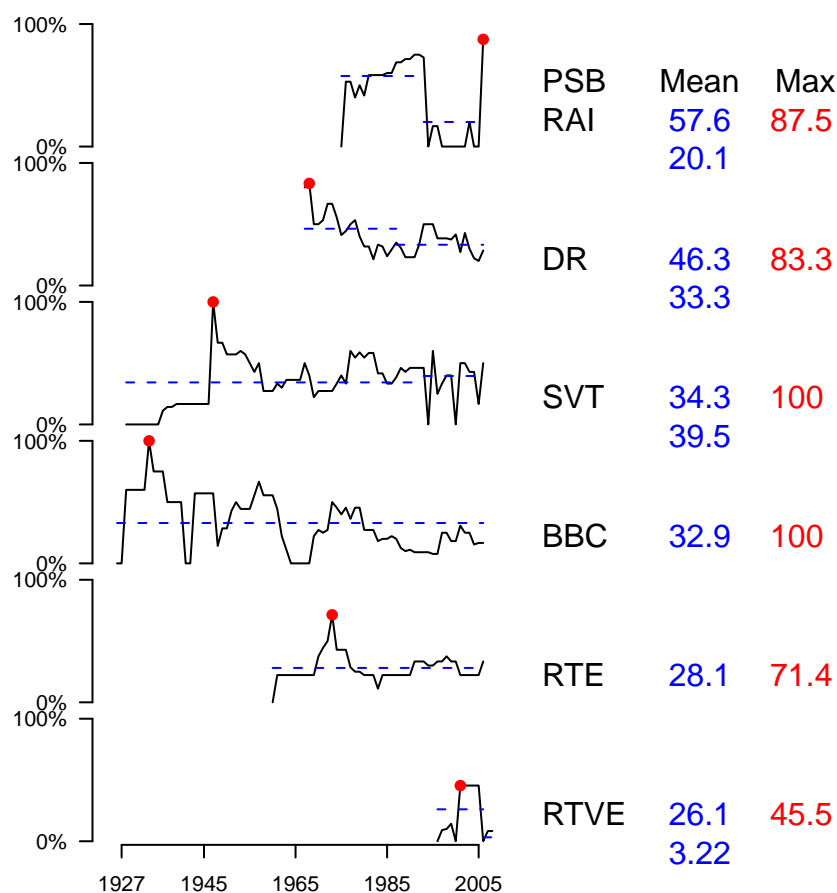 100%
PSB Mean Max
RAI 57.6 87.5
0%
20.1
100%
DR 46.3 83.3
0%
33.3
100%
SVT 34.3 100
0%
39.5
100%
BBC 32.9 100
0%
100%
RTE 28.1 71.4
0%
100%
RTVE 26.1 45.5
0%
3.22
1927 1945 1965 1985 2005